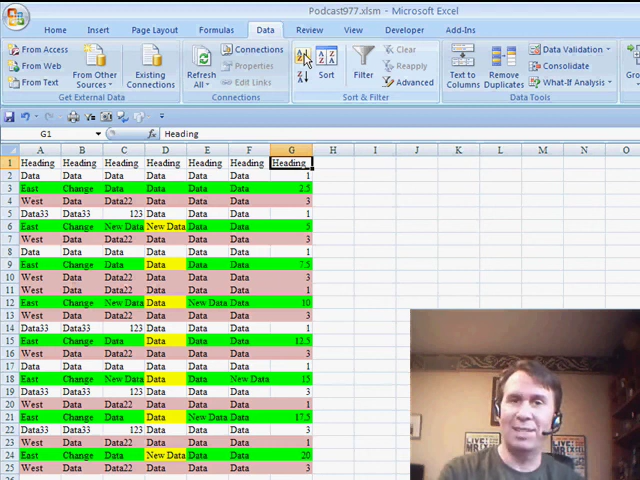 Podcast977.xlsm - Microsoft Excel
Home Insert Page Layout Formulas Data Review View Developer Add-Ins
From Access
From Web
From Text
From Other Sources
Existing Connections
Get External Data
Refresh All
Connections
Properties
Edit Links
Connections
Sort
Filter
Clear
Reapply
Advanced
Sort & Filter
Text to Columns
Remove Duplicates
Data Validation
Consolidate
What-If Analysis
Data Tools
G1 fx Heading
A B C D E F G H I J K L M N O
1 Heading Heading Heading Heading Heading Heading Heading
2 Data Data Data Data Data Data 1
3 East Change Data Data Data Data 2.5
4 West Data Data22 Data Data Data 3
5 Data33 Data33 123 Data Data Data 1
6 East Change New Data New Data Data Data 5
7 West Data Data22 Data Data Data 3
8 Data Data Data Data Data Data 1
9 East Change Data Data Data Data 7.5
10 West Data Data22 Data Data Data 3
11 West Data Data22 Data Data Data 1
12 East Change New Data Data New Data Data 10
13 West Data Data22 Data Data Data 3
14 Data33 Data33 123 Data Data Data 1
15 East Change Data Data Data Data 12.5
16 West Data Data22 Data Data Data 3
17 Data Data Data Data Data Data 1
18 East Change New Data Data Data New Data 15
19 Data33 Data33 123 Data Data Data 3
20 West Data Data22 Data Data Data 1
21 East Change Data Data New Data Data 17.5
22 Data33 Data33 123 Data Data Data 3
23 West Data Data22 Data Data Data 1
24 East Change Data New Data Data Data 20
25 West Data Data22 Data Data Data 3
LIVE!
MR EXCEL
LIVE!
MR EXCEL